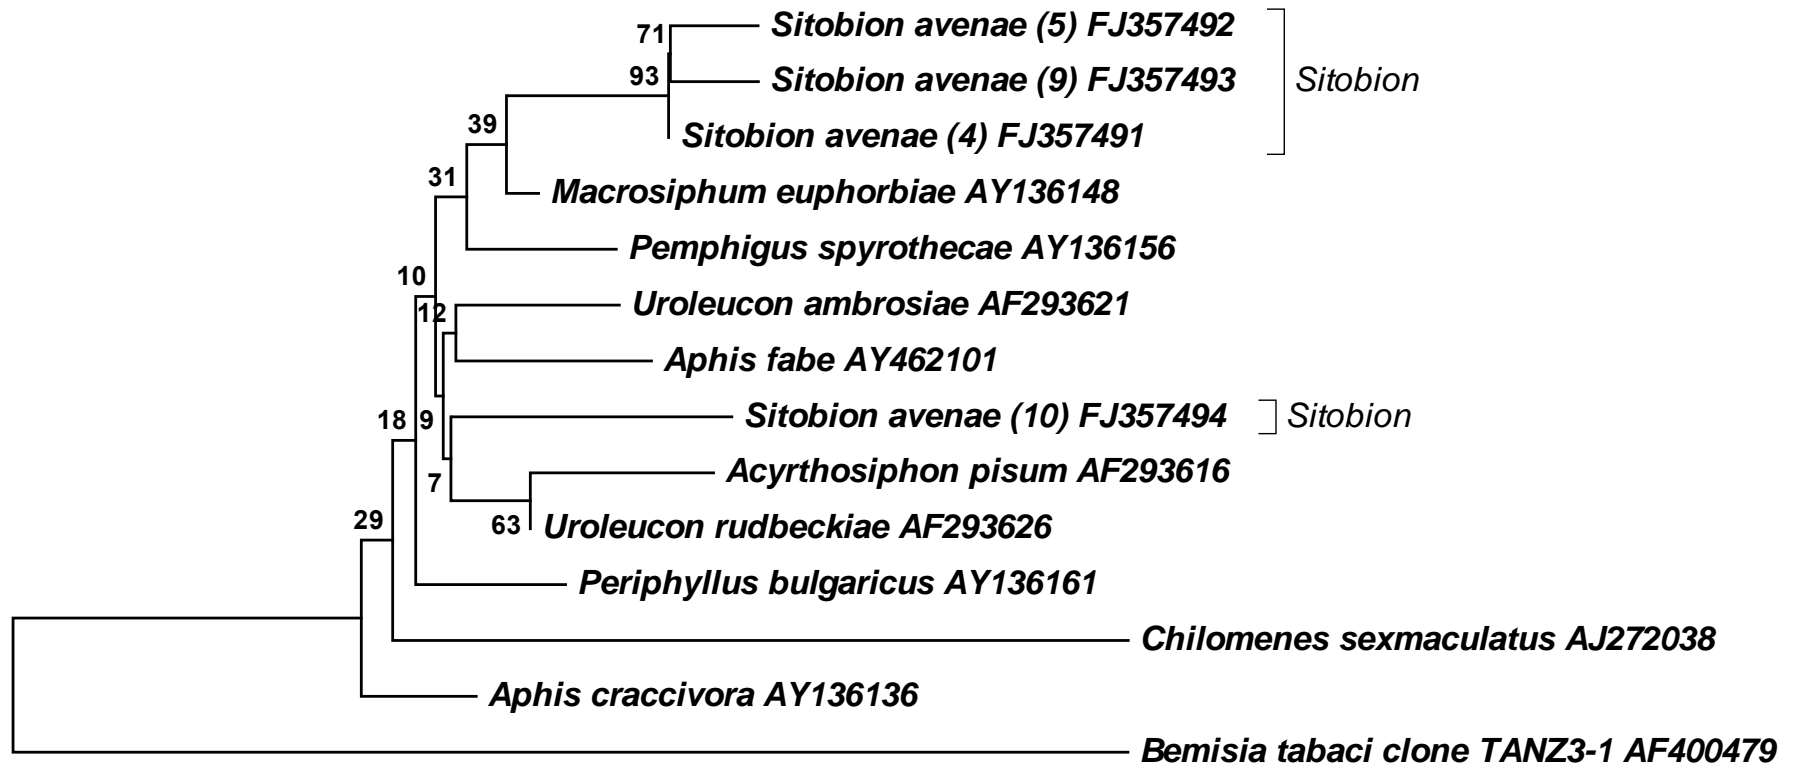 Sitobion avenae (5) FJ357492
71
Sitobion avenae (9) FJ357493
93
Sitobion
Sitobion avenae (4) FJ357491
39
Macrosiphum euphorbiae AY136148
31
Pemphigus spyrothecae AY136156
10
Uroleucon ambrosiae AF293621
12
Aphis fabe AY462101
Sitobion avenae (10) FJ357494
Sitobion
18
9
Acyrthosiphon pisum AF293616
7
63
Uroleucon rudbeckiae AF293626
29
Periphyllus bulgaricus AY136161
Chilomenes sexmaculatus AJ272038
Aphis craccivora AY136136
Bemisia tabaci clone TANZ3-1 AF400479